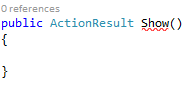 0 references
public ActionResult Show()
{
}